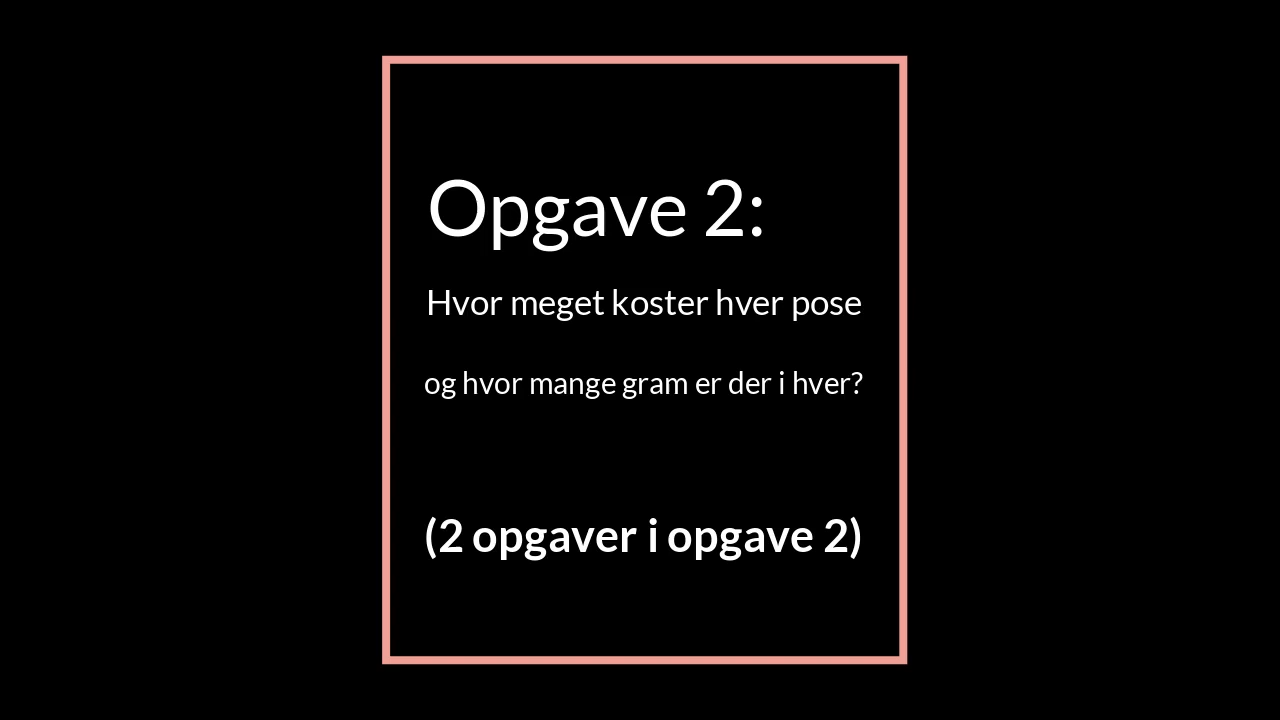 Opgave 2:
Hvor meget koster hver pose
og hvor mange gram er der i hver?
(2 opgaver i opgave 2)